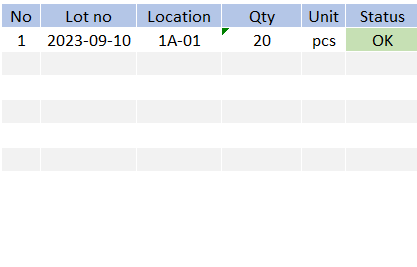 No Lot no Location Qty Unit Status
1 2023-09-10 1A-01 20 pcs OK